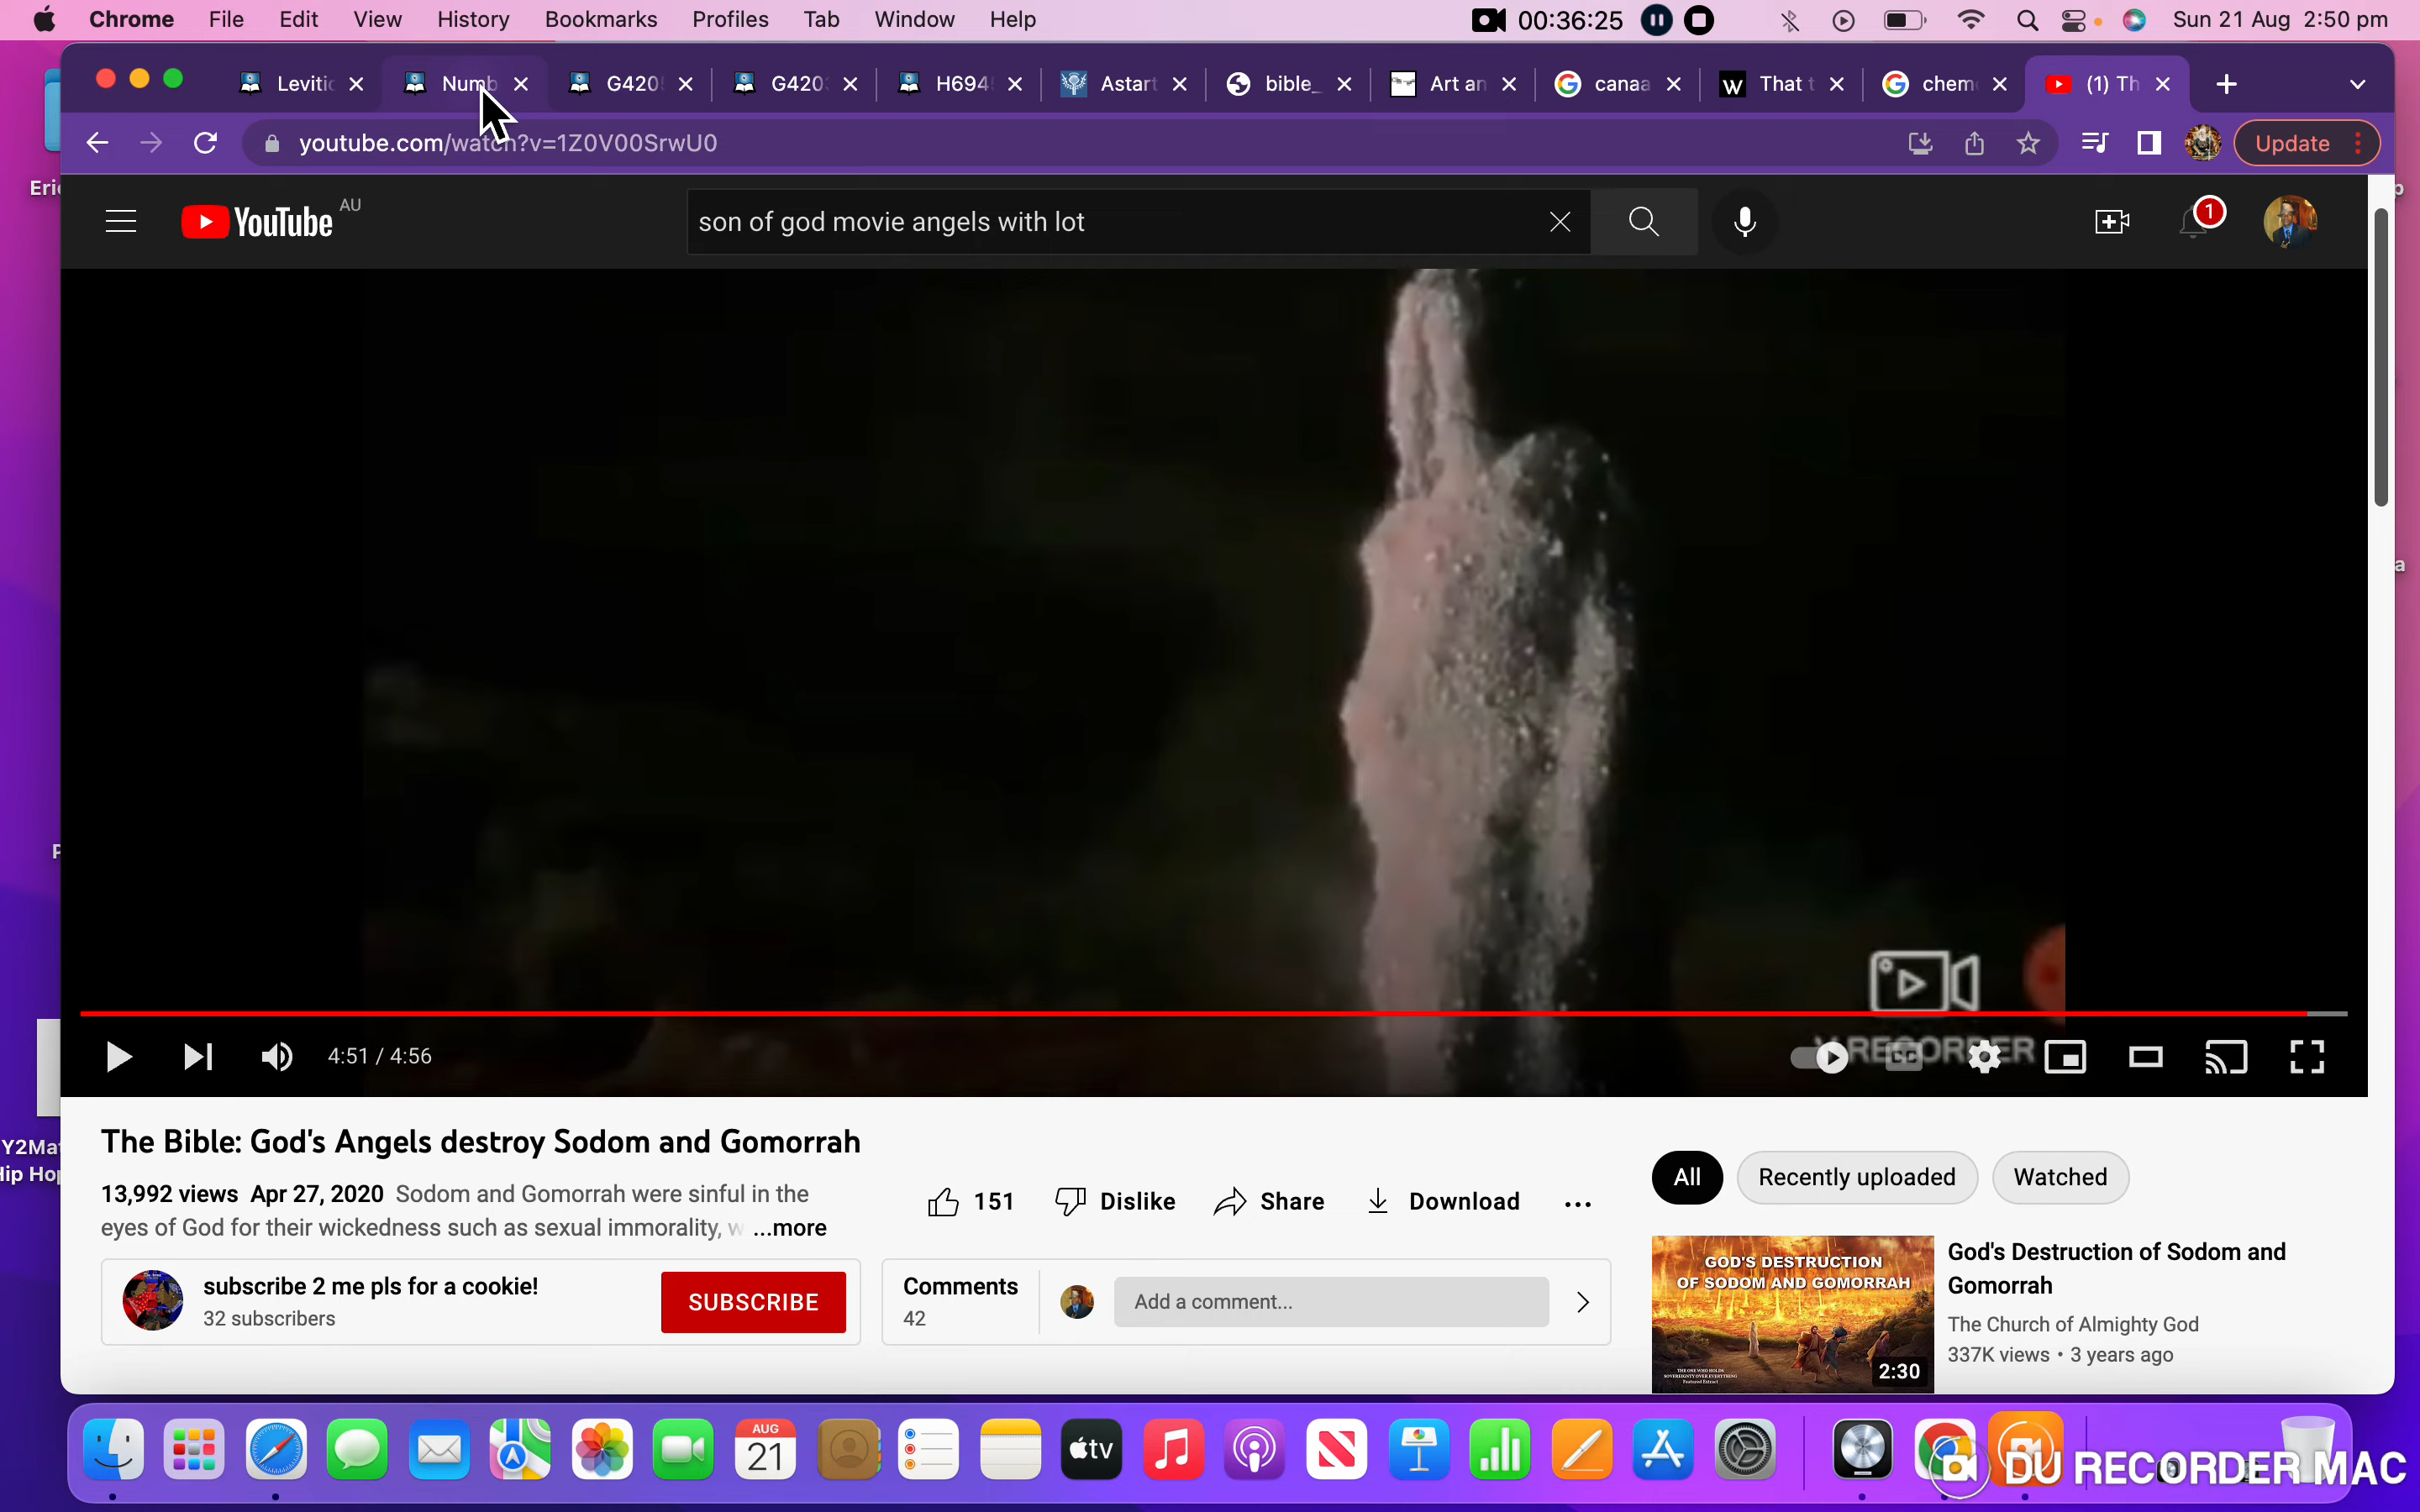 Chrome File Edit View History Bookmarks Profiles Tab Window Help 00:36:25 Sun 21 Aug 2:50 pm
Levitic Numb G420 G420 H694 Astart bible_ Art an canaa That t chem (1) Th
youtube.com/watch?v=1Z0V00SrwU0 Update
Eric
YouTube AU son of god movie angels with lot 1
4:51 / 4:56
The Bible: God's Angels destroy Sodom and Gomorrah
13,992 views Apr 27, 2020 Sodom and Gomorrah were sinful in the
eyes of God for their wickedness such as sexual immorality, w ...more
151 Dislike Share Download
All Recently uploaded Watched
subscribe 2 me pls for a cookie!
32 subscribers
SUBSCRIBE
Comments
42
Add a comment...
GOD'S DESTRUCTION
OF SODOM AND GOMORRAH
2:30
God's Destruction of Sodom and
Gomorrah
The Church of Almighty God
337K views • 3 years ago
Y2Mat
Hip Hop
AUG
21
tv
DU RECORDER MAC